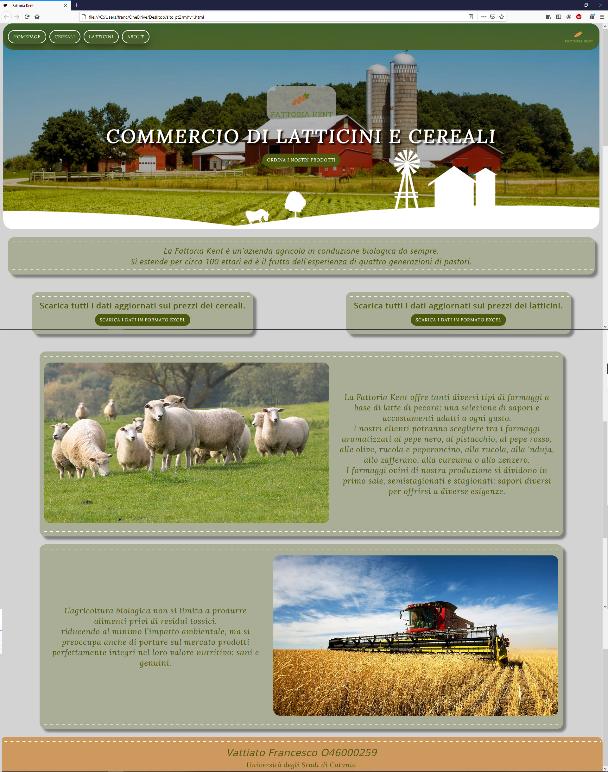 Fattoria Kent
HOMEPAGE
CEREALI
LATTICINI
ABOUT
FATTORIA KENT
FATTORIA KENT
COMMERCIO DI LATTICINI E CEREALI
ORDINA I NOSTRI PRODOTTI
La Fattoria Kent è un'azienda agricola in conduzione biologica da sempre.
Si estende per circa 100 ettari ed è il frutto dell'esperienza di quattro generazioni di pastori.
Scarica tutti i dati aggiornati sui prezzi dei cereali.
SCARICA I DATI IN FORMATO EXCEL
Scarica tutti i dati aggiornati sui prezzi dei latticini.
SCARICA I DATI IN FORMATO EXCEL
La Fattoria Kent offre tanti diversi tipi di formaggi a
base di latte di pecora: una selezione di sapori e
accostamenti adatti a ogni gusto.
I nostri clienti potranno scegliere tra i formaggi
aromatizzati al pepe nero, al pistacchio, al pepe rosso,
alle olive, rucola e peperoncino, alla rucola, alla 'nduja,
allo zafferano, alla curcuma o allo zenzero.
I formaggi ovini di nostra produzione si dividono in
primo sale, semistagionati e stagionati: sapori diversi
per offrirsi a diverse esigenze.
L'agricoltura biologica non si limita a produrre
alimenti privi di residui tossici,
riducendo al minimo l'impatto ambientale, ma si
preoccupa anche di portare sul mercato prodotti
perfettamente integri nel loro valore nutritivo: sani e
genuini.
Vattiato Francesco O46000259
Università degli Studi di Catania